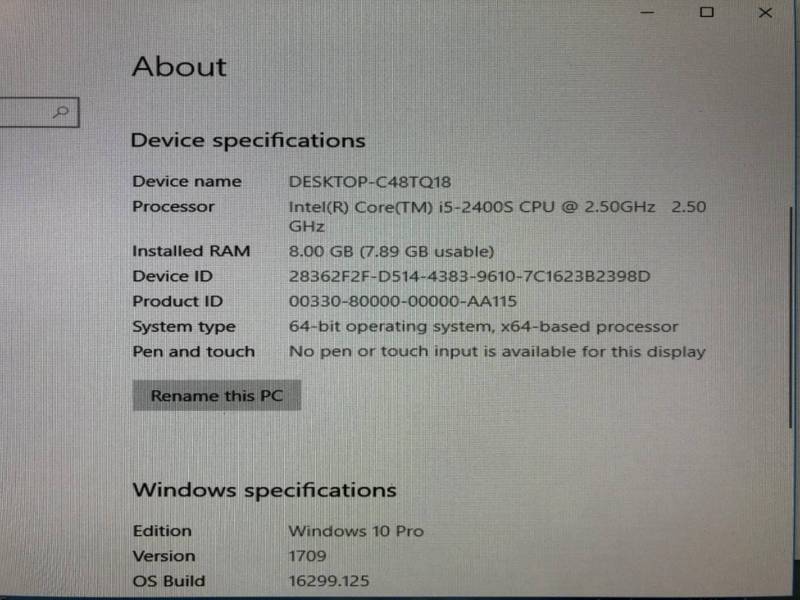 About
Device specifications
Device name DESKTOP-C48TQ18
Processor Intel(R) Core(TM) i5-2400S CPU @ 2.50GHz 2.50
GHz
Installed RAM 8.00 GB (7.89 GB usable)
Device ID 28362F2F-D514-4383-9610-7C1623B2398D
Product ID 00330-80000-00000-AA115
System type 64-bit operating system, x64-based processor
Pen and touch No pen or touch input is available for this display
Rename this PC
Windows specifications
Edition Windows 10 Pro
Version 1709
OS Build 16299.125